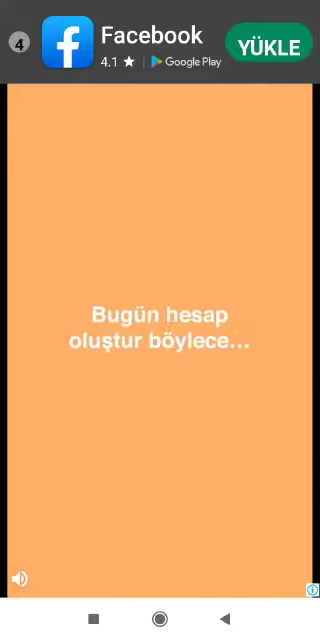 4
Facebook
YÜKLE
4.1 ★ | Google Play
Bugün hesap
oluştur böylece...